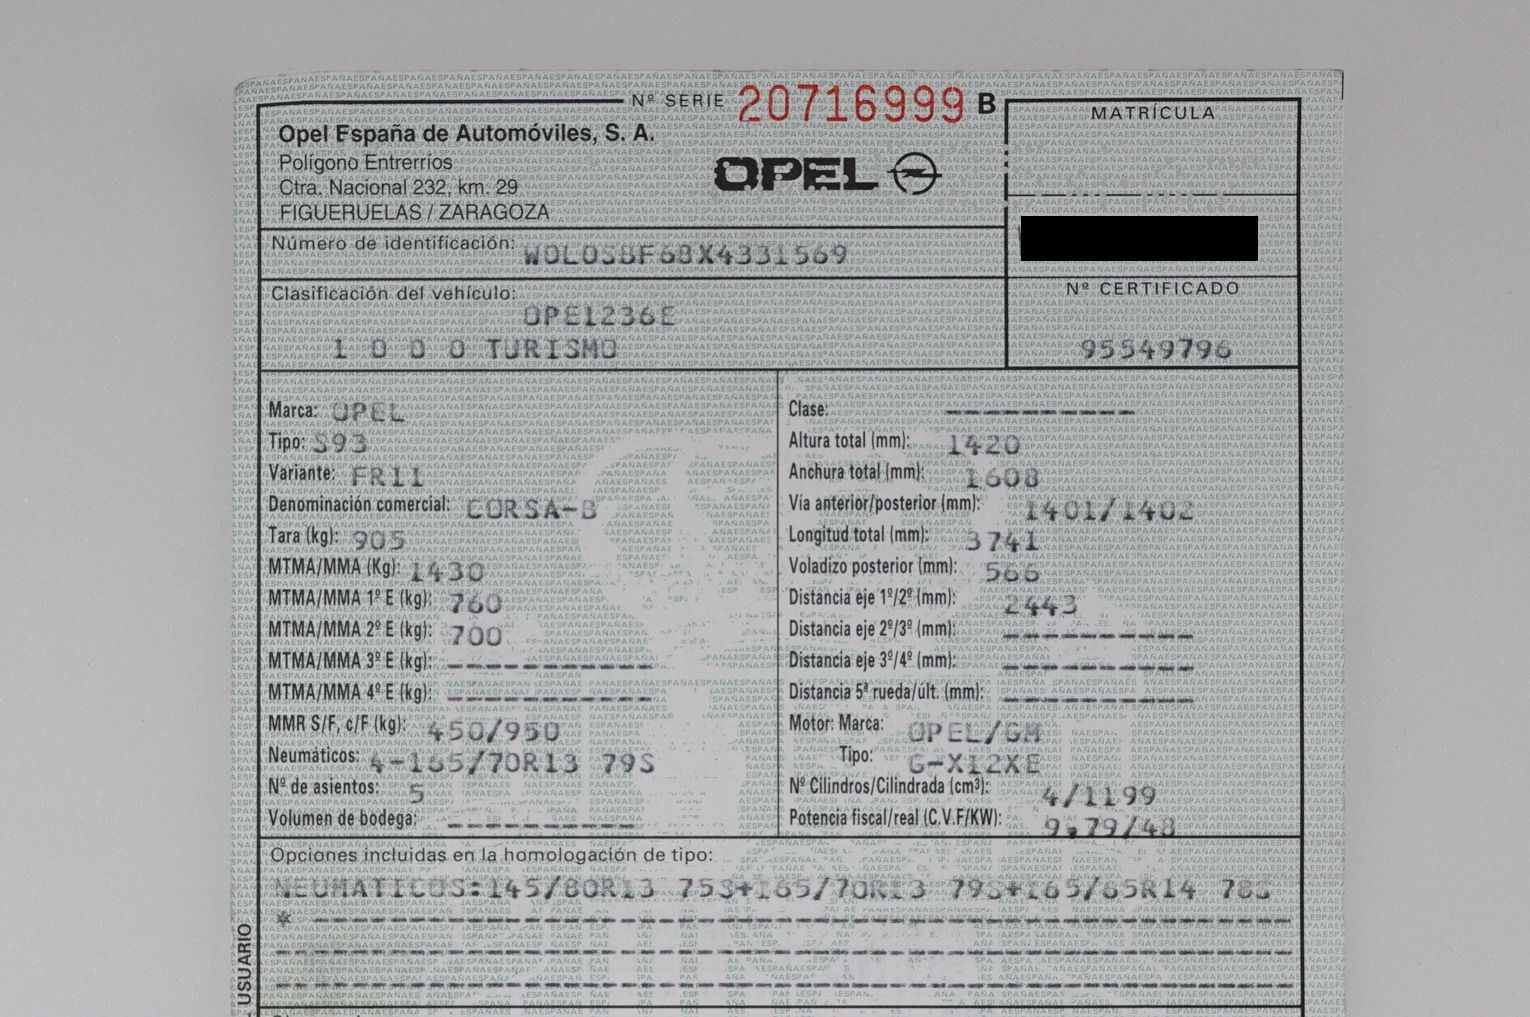 Nº SERIE 20716999 B
Opel España de Automóviles, S. A.
Polígono Entrerríos
Ctra. Nacional 232, km. 29
FIGUERUELAS / ZARAGOZA
OPEL
MATRÍCULA
Número de identificación: W0L0SBF68X4331569
Clasificación del vehículo:
OPE1236E
1 0 0 0 TURISMO
Nº CERTIFICADO
95549796
Marca: OPEL
Tipo: S93
Variante: FR11
Denominación comercial: CORSA-B
Tara (kg): 905
MTMA/MMA (Kg): 1430
MTMA/MMA 1º E (kg): 760
MTMA/MMA 2º E (kg): 700
MTMA/MMA 3º E (kg): -----------
MTMA/MMA 4º E (kg): -----------
MMR S/F, c/F (kg): 450/950
Neumáticos: 4-165/70R13 79S
Nº de asientos: 5
Volumen de bodega: ----------
Clase: ----------
Altura total (mm): 1420
Anchura total (mm): 1608
Vía anterior/posterior (mm): 1401/1402
Longitud total (mm): 3741
Voladizo posterior (mm): 566
Distancia eje 1º/2º (mm): 2443
Distancia eje 2º/3º (mm): ----------
Distancia eje 3º/4º (mm): ----------
Distancia 5ª rueda/últ. (mm): ----------
Motor: Marca: OPEL/GM
Tipo: G-X12XE
Nº Cilindros/Cilindrada (cm³): 4/1199
Potencia fiscal/real (C.V.F/KW): 9,79/48
Opciones incluidas en la homologación de tipo:
NEUMATICOS:145/80R13 75S+165/70R13 79S+165/65R14 78S
*
USUARIO